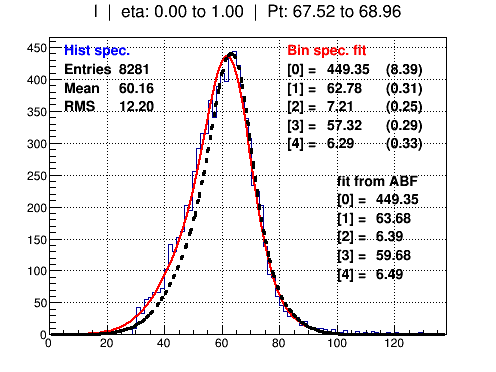 I | eta: 0.00 to 1.00 | Pt: 67.52 to 68.96
Hist spec.
Entries 8281
Mean 60.16
RMS 12.20
Bin spec. fit
[0] = 449.35 (8.39)
[1] = 62.78 (0.31)
[2] = 7.21 (0.25)
[3] = 57.32 (0.29)
[4] = 6.29 (0.33)
fit from ABF
[0] = 449.35
[1] = 63.68
[2] = 6.39
[3] = 59.68
[4] = 6.49
450
400
350
300
250
200
150
100
50
0
0 20 40 60 80 100 120